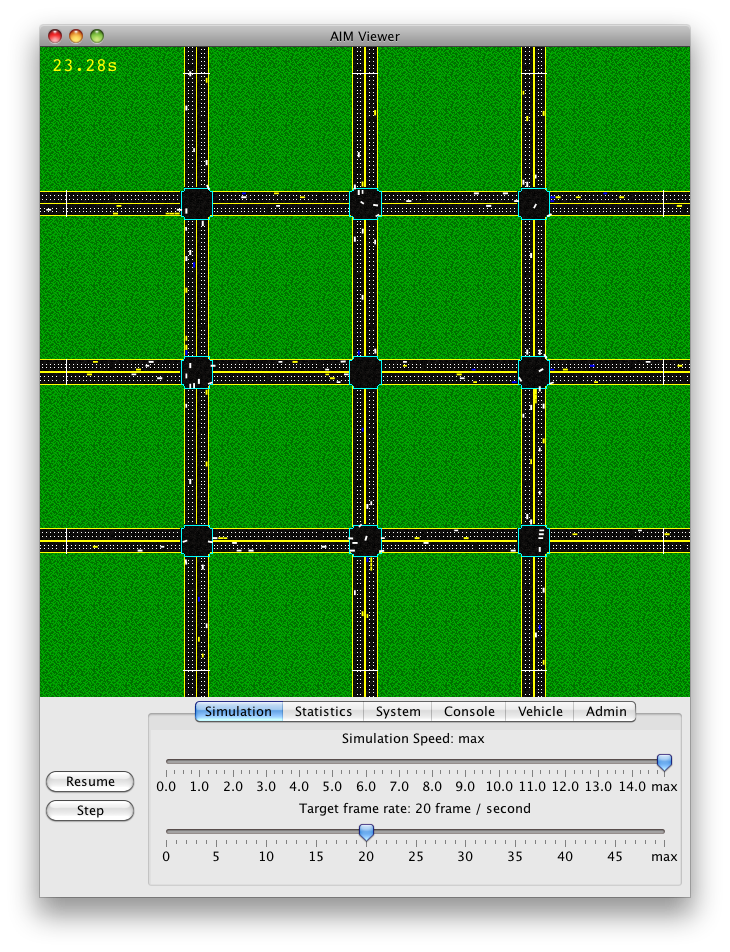 AIM Viewer
23.28s
Simulation Statistics System Console Vehicle Admin
Simulation Speed: max
0.0 1.0 2.0 3.0 4.0 5.0 6.0 7.0 8.0 9.0 10.0 11.0 12.0 13.0 14.0 max
Resume
Target frame rate: 20 frame / second
Step
0 5 10 15 20 25 30 35 40 45 max